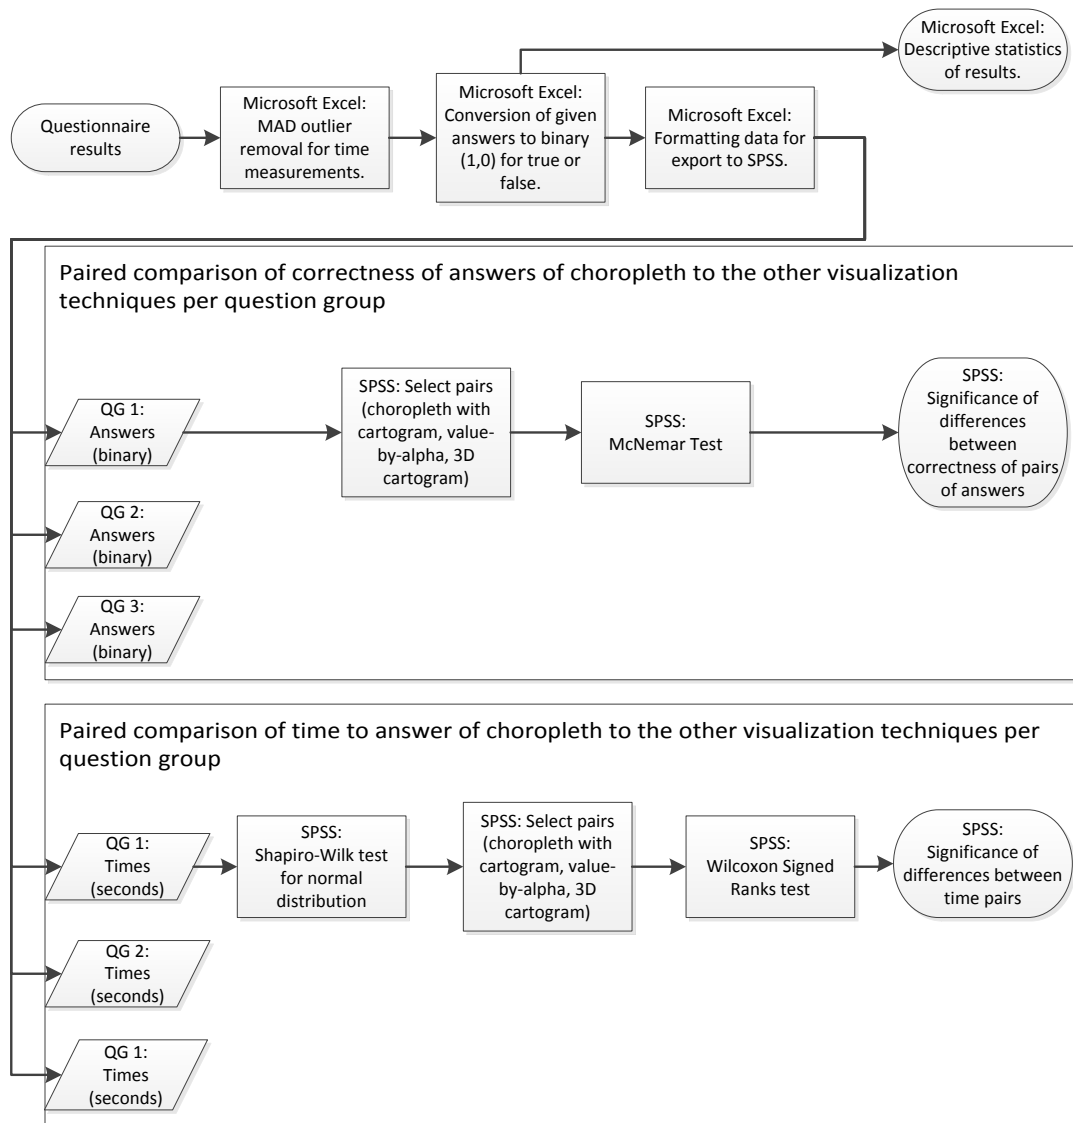 Questionnaire
results
Microsoft Excel:
MAD outlier
removal for time
measurements.
Microsoft Excel:
Conversion of given
answers to binary
(1,0) for true or
false.
Microsoft Excel:
Formatting data for
export to SPSS.
Microsoft Excel:
Descriptive statistics
of results.
Paired comparison of correctness of answers of choropleth to the other visualization
techniques per question group
QG 1:
Answers
(binary)
SPSS: Select pairs
(choropleth with
cartogram, value-
by-alpha, 3D
cartogram)
SPSS:
McNemar Test
SPSS:
Significance of
differences
between
correctness of pairs
of answers
QG 2:
Answers
(binary)
QG 3:
Answers
(binary)
Paired comparison of time to answer of choropleth to the other visualization techniques per
question group
QG 1:
Times
(seconds)
SPSS:
Shapiro-Wilk test
for normal
distribution
SPSS: Select pairs
(choropleth with
cartogram, value-
by-alpha, 3D
cartogram)
SPSS:
Wilcoxon Signed
Ranks test
SPSS:
Significance of
differences between
time pairs
QG 2:
Times
(seconds)
QG 1:
Times
(seconds)